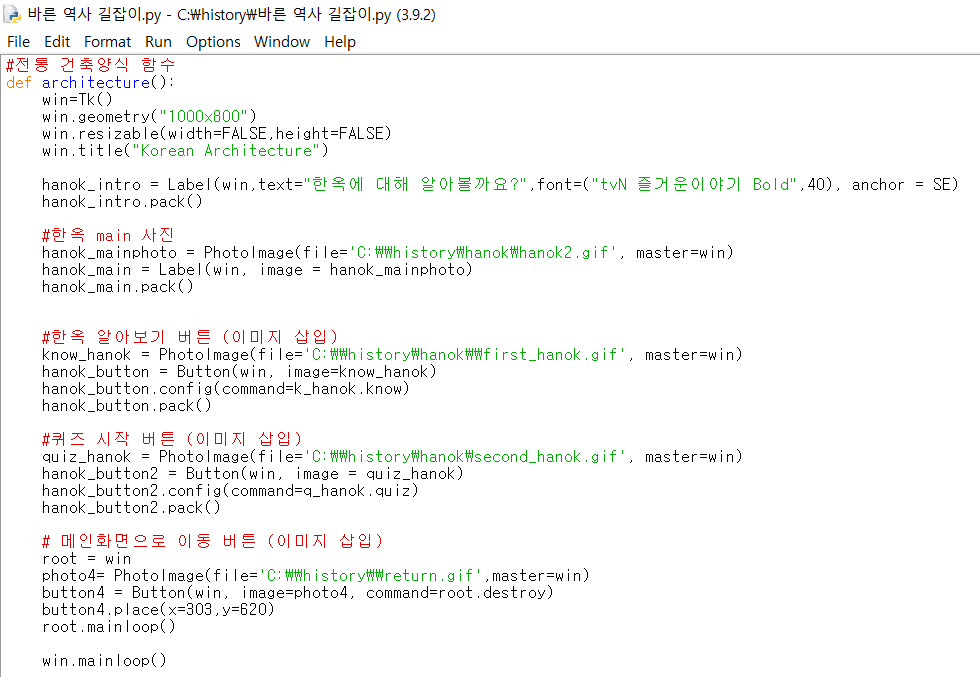 바른 역사 길잡이.py - C:₩history₩바른 역사 길잡이.py (3.9.2)
File Edit Format Run Options Window Help
#전통 건축양식 함수
def architecture():
    win=Tk()
    win.geometry("1000x800")
    win.resizable(width=FALSE,height=FALSE)
    win.title("Korean Architecture")
    hanok_intro = Label(win,text="한옥에 대해 알아볼까요?",font=("tvN 즐거운이야기 Bold",40), anchor = SE)
    hanok_intro.pack()
    #한옥 main 사진
    hanok_mainphoto = PhotoImage(file='C:₩₩history₩hanok₩hanok2.gif', master=win)
    hanok_main = Label(win, image = hanok_mainphoto)
    hanok_main.pack()
    #한옥 알아보기 버튼 (이미지 삽입)
    know_hanok = PhotoImage(file='C:₩₩history₩hanok₩₩first_hanok.gif', master=win)
    hanok_button = Button(win, image=know_hanok)
    hanok_button.config(command=k_hanok.know)
    hanok_button.pack()
    #퀴즈 시작 버튼 (이미지 삽입)
    quiz_hanok = PhotoImage(file='C:₩₩history₩hanok₩second_hanok.gif', master=win)
    hanok_button2 = Button(win, image = quiz_hanok)
    hanok_button2.config(command=q_hanok.quiz)
    hanok_button2.pack()
    # 메인화면으로 이동 버튼 (이미지 삽입)
    root = win
    photo4= PhotoImage(file='C:₩₩history₩₩return.gif',master=win)
    button4 = Button(win, image=photo4, command=root.destroy)
    button4.place(x=303,y=620)
    root.mainloop()
    win.mainloop()